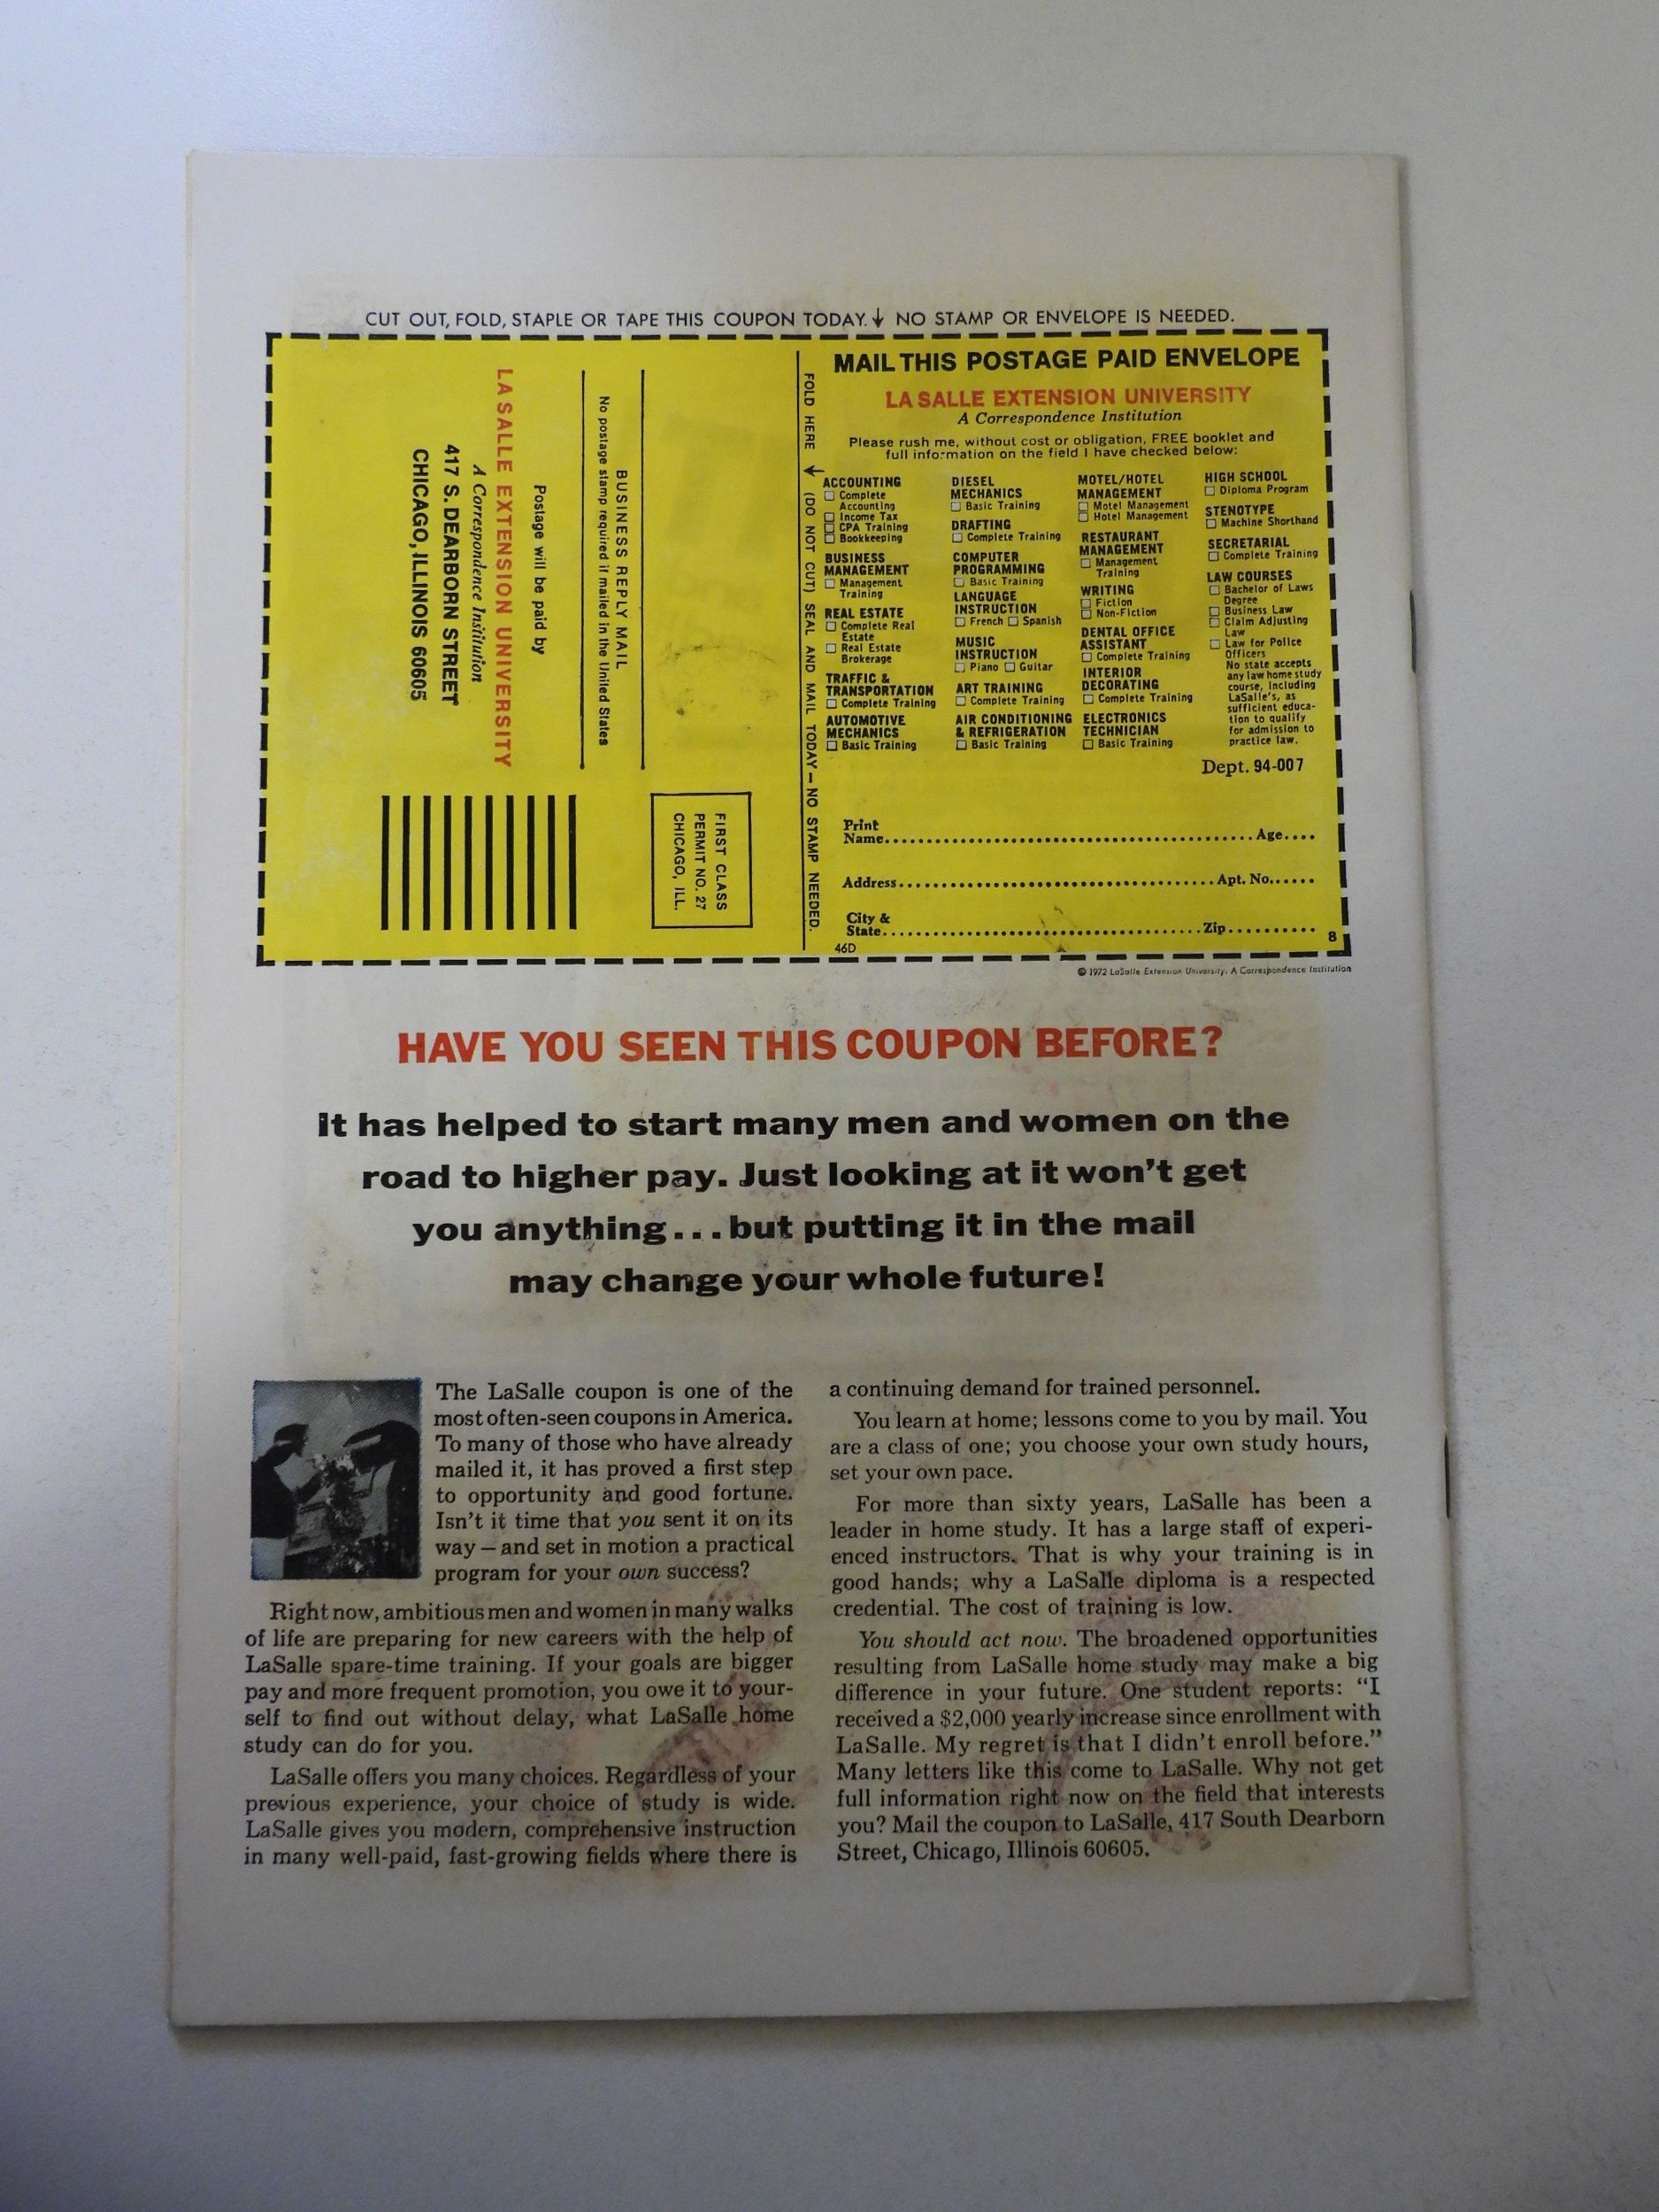 CUT OUT, FOLD, STAPLE OR TAPE THIS COUPON TODAY. ↓ NO STAMP OR ENVELOPE IS NEEDED.
LA SALLE EXTENSION UNIVERSITY
A Correspondence Institution
417 S. DEARBORN STREET
CHICAGO, ILLINOIS 60605
Postage will be paid by
BUSINESS REPLY MAIL
No postage stamp required if mailed in the United States
FIRST CLASS
PERMIT NO. 27
CHICAGO, ILL.
FOLD HERE ↓ (DO NOT CUT) SEAL AND MAIL TODAY — NO STAMP NEEDED.
MAIL THIS POSTAGE PAID ENVELOPE
LA SALLE EXTENSION UNIVERSITY
A Correspondence Institution
Please rush me, without cost or obligation, FREE booklet and
full information on the field I have checked below:
ACCOUNTING
☐ Complete
Accounting
☐ Income Tax
☐ CPA Training
☐ Bookkeeping
BUSINESS
MANAGEMENT
☐ Management
Training
REAL ESTATE
☐ Complete Real
Estate
☐ Real Estate
Brokerage
TRAFFIC &
TRANSPORTATION
☐ Complete Training
AUTOMOTIVE
MECHANICS
☐ Basic Training
DIESEL
MECHANICS
☐ Basic Training
DRAFTING
☐ Complete Training
COMPUTER
PROGRAMMING
☐ Basic Training
LANGUAGE
INSTRUCTION
☐ French ☐ Spanish
MUSIC
INSTRUCTION
☐ Piano ☐ Guitar
ART TRAINING
☐ Complete Training
AIR CONDITIONING
& REFRIGERATION
☐ Basic Training
MOTEL/HOTEL
MANAGEMENT
☐ Motel Management
☐ Hotel Management
RESTAURANT
MANAGEMENT
☐ Management
Training
WRITING
☐ Fiction
☐ Non-Fiction
DENTAL OFFICE
ASSISTANT
☐ Complete Training
INTERIOR
DECORATING
☐ Complete Training
ELECTRONICS
TECHNICIAN
☐ Basic Training
HIGH SCHOOL
☐ Diploma Program
STENOTYPE
☐ Machine Shorthand
SECRETARIAL
☐ Complete Training
LAW COURSES
☐ Bachelor of Laws
Degree
☐ Business Law
☐ Claim Adjusting
Law
☐ Law for Police
Officers
No state accepts
any law home study
course, including
LaSalle's, as
sufficient educa-
tion to qualify
for admission to
practice law.
Dept. 94-007
Print
Name.................................................... Age....
Address............................................. Apt. No......
City &
State.............................................. Zip..........
46D
8
© 1972 LaSalle Extension University. A Correspondence Institution
HAVE YOU SEEN THIS COUPON BEFORE?
It has helped to start many men and women on the
road to higher pay. Just looking at it won't get
you anything...but putting it in the mail
may change your whole future!
The LaSalle coupon is one of the
most often-seen coupons in America.
To many of those who have already
mailed it, it has proved a first step
to opportunity and good fortune.
Isn't it time that you sent it on its
way — and set in motion a practical
program for your own success?
Right now, ambitious men and women in many walks
of life are preparing for new careers with the help of
LaSalle spare-time training. If your goals are bigger
pay and more frequent promotion, you owe it to your-
self to find out without delay, what LaSalle home
study can do for you.
LaSalle offers you many choices. Regardless of your
previous experience, your choice of study is wide.
LaSalle gives you modern, comprehensive instruction
in many well-paid, fast-growing fields where there is
a continuing demand for trained personnel.
You learn at home; lessons come to you by mail. You
are a class of one; you choose your own study hours,
set your own pace.
For more than sixty years, LaSalle has been a
leader in home study. It has a large staff of experi-
enced instructors. That is why your training is in
good hands; why a LaSalle diploma is a respected
credential. The cost of training is low.
You should act now. The broadened opportunities
resulting from LaSalle home study may make a big
difference in your future. One student reports: “I
received a $2,000 yearly increase since enrollment with
LaSalle. My regret is that I didn't enroll before.”
Many letters like this come to LaSalle. Why not get
full information right now on the field that interests
you? Mail the coupon to LaSalle, 417 South Dearborn
Street, Chicago, Illinois 60605.